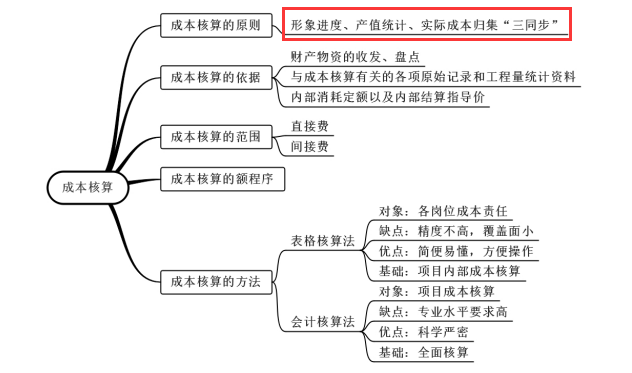 成本核算的原则
形象进度、产值统计、实际成本归集“三同步”
成本核算的依据
财产物资的收发、盘点
与成本核算有关的各项原始记录和工程量统计资料
内部消耗定额以及内部结算指导价
成本核算的范围
直接费
间接费
成本核算
成本核算的额程序
成本核算的方法
表格核算法
对象：各岗位成本责任
缺点：精度不高，覆盖面小
优点：简便易懂，方便操作
基础：项目内部成本核算
会计核算法
对象：项目成本核算
缺点：专业水平要求高
优点：科学严密
基础：全面核算